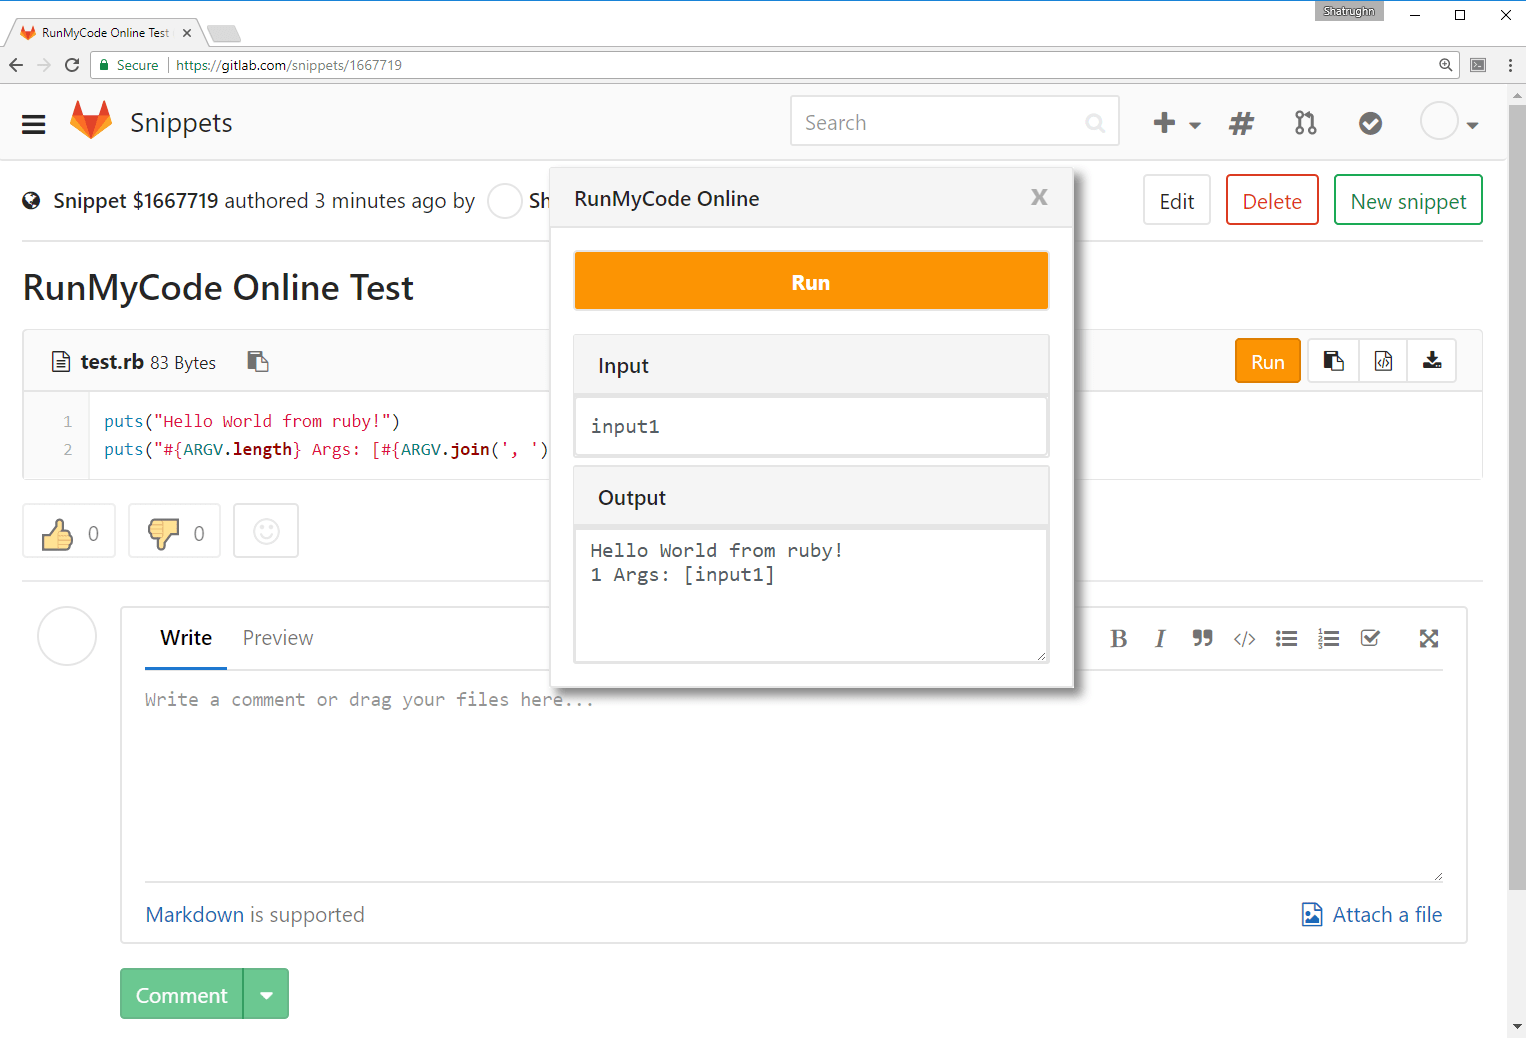 Shatrughn
RunMyCode Online Test
Secure
https://gitlab.com/snippets/1667719
Snippets
Search
Snippet $1667719 authored 3 minutes ago by Sh
Edit
Delete
New snippet
RunMyCode Online
X
Run
RunMyCode Online Test
test.rb 83 Bytes
Run
Input
input1
1 puts("Hello World from ruby!")
2 puts("#{ARGV.length} Args: [#{ARGV.join(', ')
Output
Hello World from ruby!
1 Args: [input1]
0
0
Write
Preview
B I
Write a comment or drag your files here...
Markdown is supported
Attach a file
Comment